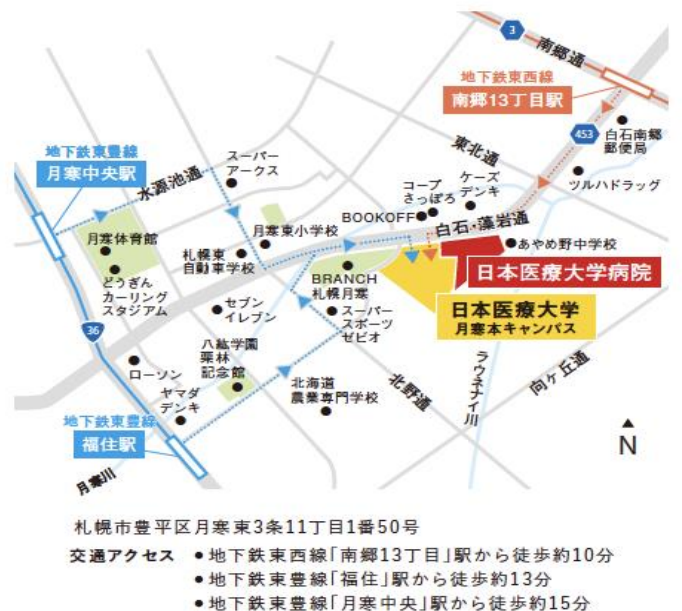 3
南郷通
地下鉄東西線
南郷13丁目駅
453
白石南郷
郵便局
地下鉄東豊線
月寒中央駅
水源池通
スーパー
アークス
東北通
ケーズ
デンキ
コープ
さっぽろ
ツルハドラッグ
BOOKOFF
白石・藻岩通
月寒体育館
月寒東小学校
札幌東
自動車学校
あやめ野中学校
どうぎん
カーリング
スタジアム
BRANCH
札幌月寒
日本医療大学病院
日本医療大学
月寒本キャンパス
セブン
イレブン
スーパー
スポーツ
ゼビオ
36
八紘学園
栗林
記念館
ローソン
ヤマダ
デンキ
北海道
農業専門学校
北野通
ラウネナイ川
向ヶ丘通
地下鉄東豊線
福住駅
月寒川
N
札幌市豊平区月寒東3条11丁目1番50号
交通アクセス ●地下鉄東西線「南郷13丁目」駅から徒歩約10分
●地下鉄東豊線「福住」駅から徒歩約13分
●地下鉄東豊線「月寒中央」駅から徒歩約15分